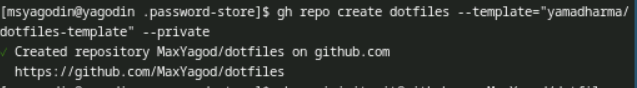 [msyagodin@yagodin .password-store]$ gh repo create dotfiles --template="yamadharma/
dotfiles-template" --private
✓ Created repository MaxYagod/dotfiles on github.com
https://github.com/MaxYagod/dotfiles